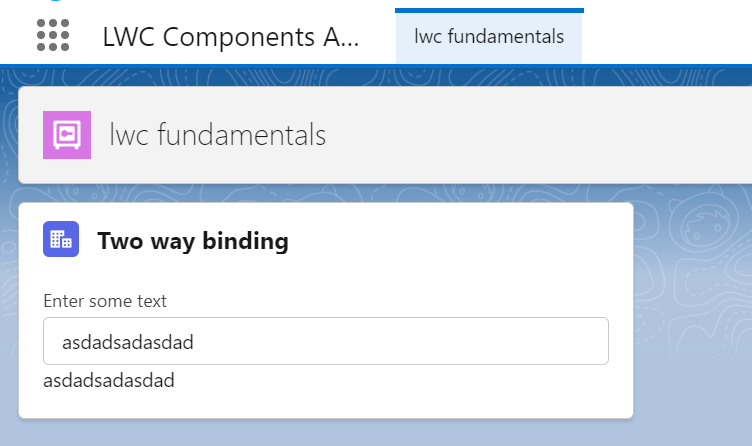 LWC Components A...
lwc fundamentals
lwc fundamentals
Two way binding
Enter some text
asdadsadasdad
asdadsadasdad